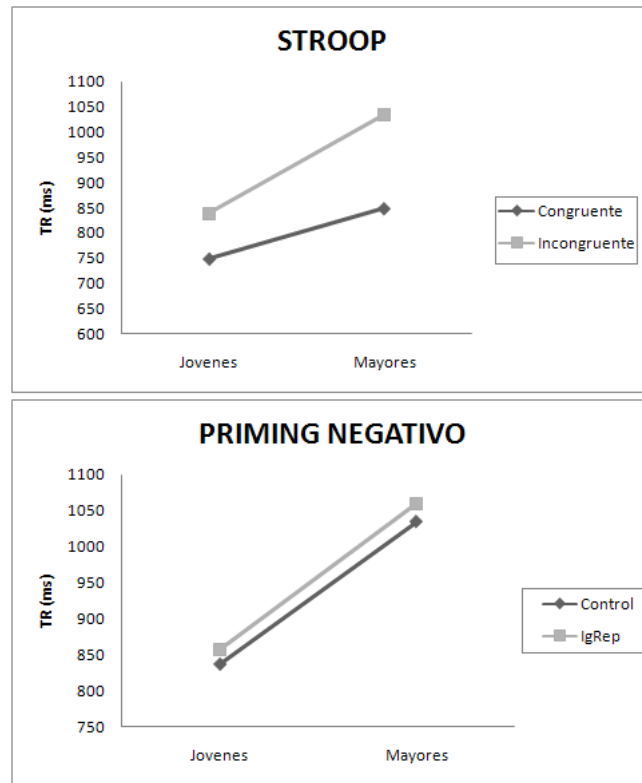 STROOP
1100
1050
1000
950
900
850
800
750
700
650
600
TR (ms)
Jovenes Mayores
Congruente
Incongruente
PRIMING NEGATIVO
1100
1050
1000
950
900
850
800
750
TR (ms)
Jovenes Mayores
Control
IgRep